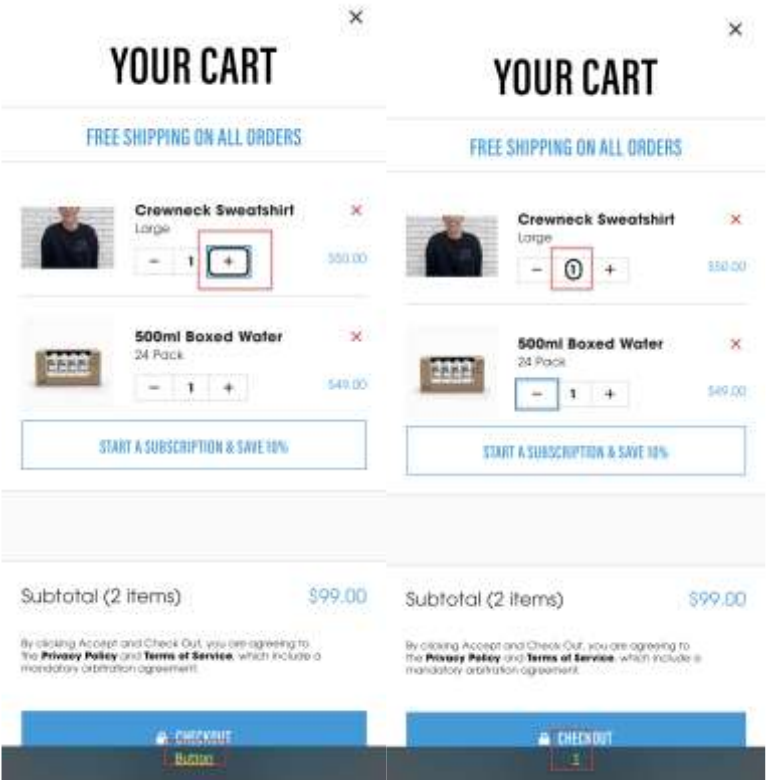 ×
YOUR CART
FREE SHIPPING ON ALL ORDERS
Crewneck Sweatshirt ×
Large
− 1 + $50.00
500ml Boxed Water ×
24 Pack
− 1 + $49.00
START A SUBSCRIPTION & SAVE 10%
Subtotal (2 items) $99.00
By clicking Accept and Check Out, you are agreeing to
the Privacy Policy and Terms of Service, which include a
mandatory arbitration agreement.
CHECKOUT
Button
×
YOUR CART
FREE SHIPPING ON ALL ORDERS
Crewneck Sweatshirt ×
Large
− 1 + $50.00
500ml Boxed Water ×
24 Pack
− 1 + $49.00
START A SUBSCRIPTION & SAVE 10%
Subtotal (2 items) $99.00
By clicking Accept and Check Out, you are agreeing to
the Privacy Policy and Terms of Service, which include a
mandatory arbitration agreement.
CHECKOUT
1